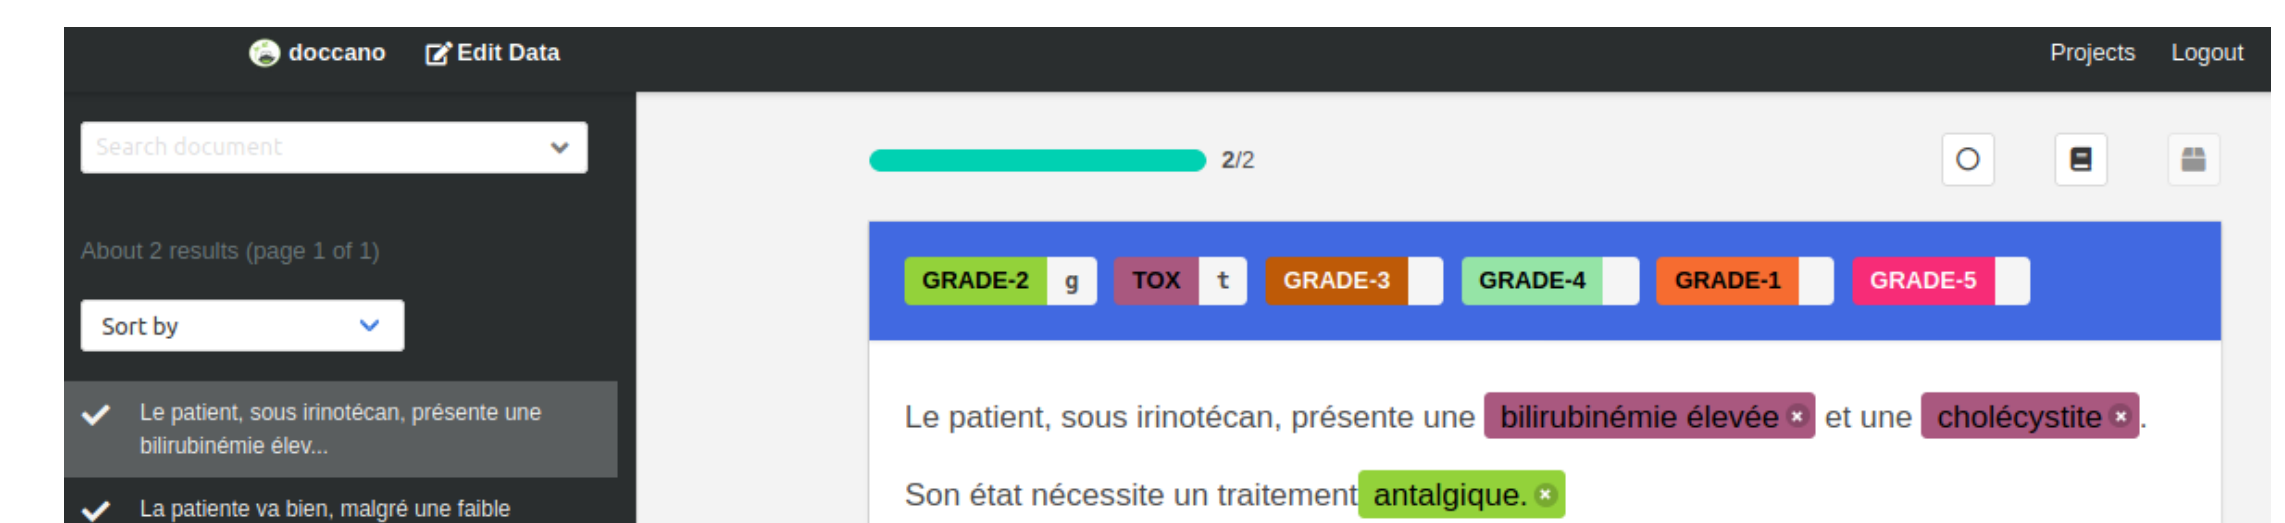 doccano Edit Data Projects Logout
Search document
2/2
About 2 results (page 1 of 1)
GRADE-2 g TOX t GRADE-3 GRADE-4 GRADE-1 GRADE-5
Sort by
Le patient, sous irinotécan, présente une
bilirubinémie élev...
La patiente va bien, malgré une faible
Le patient, sous irinotécan, présente une bilirubinémie élevée et une cholécystite.
Son état nécessite un traitement antalgique.